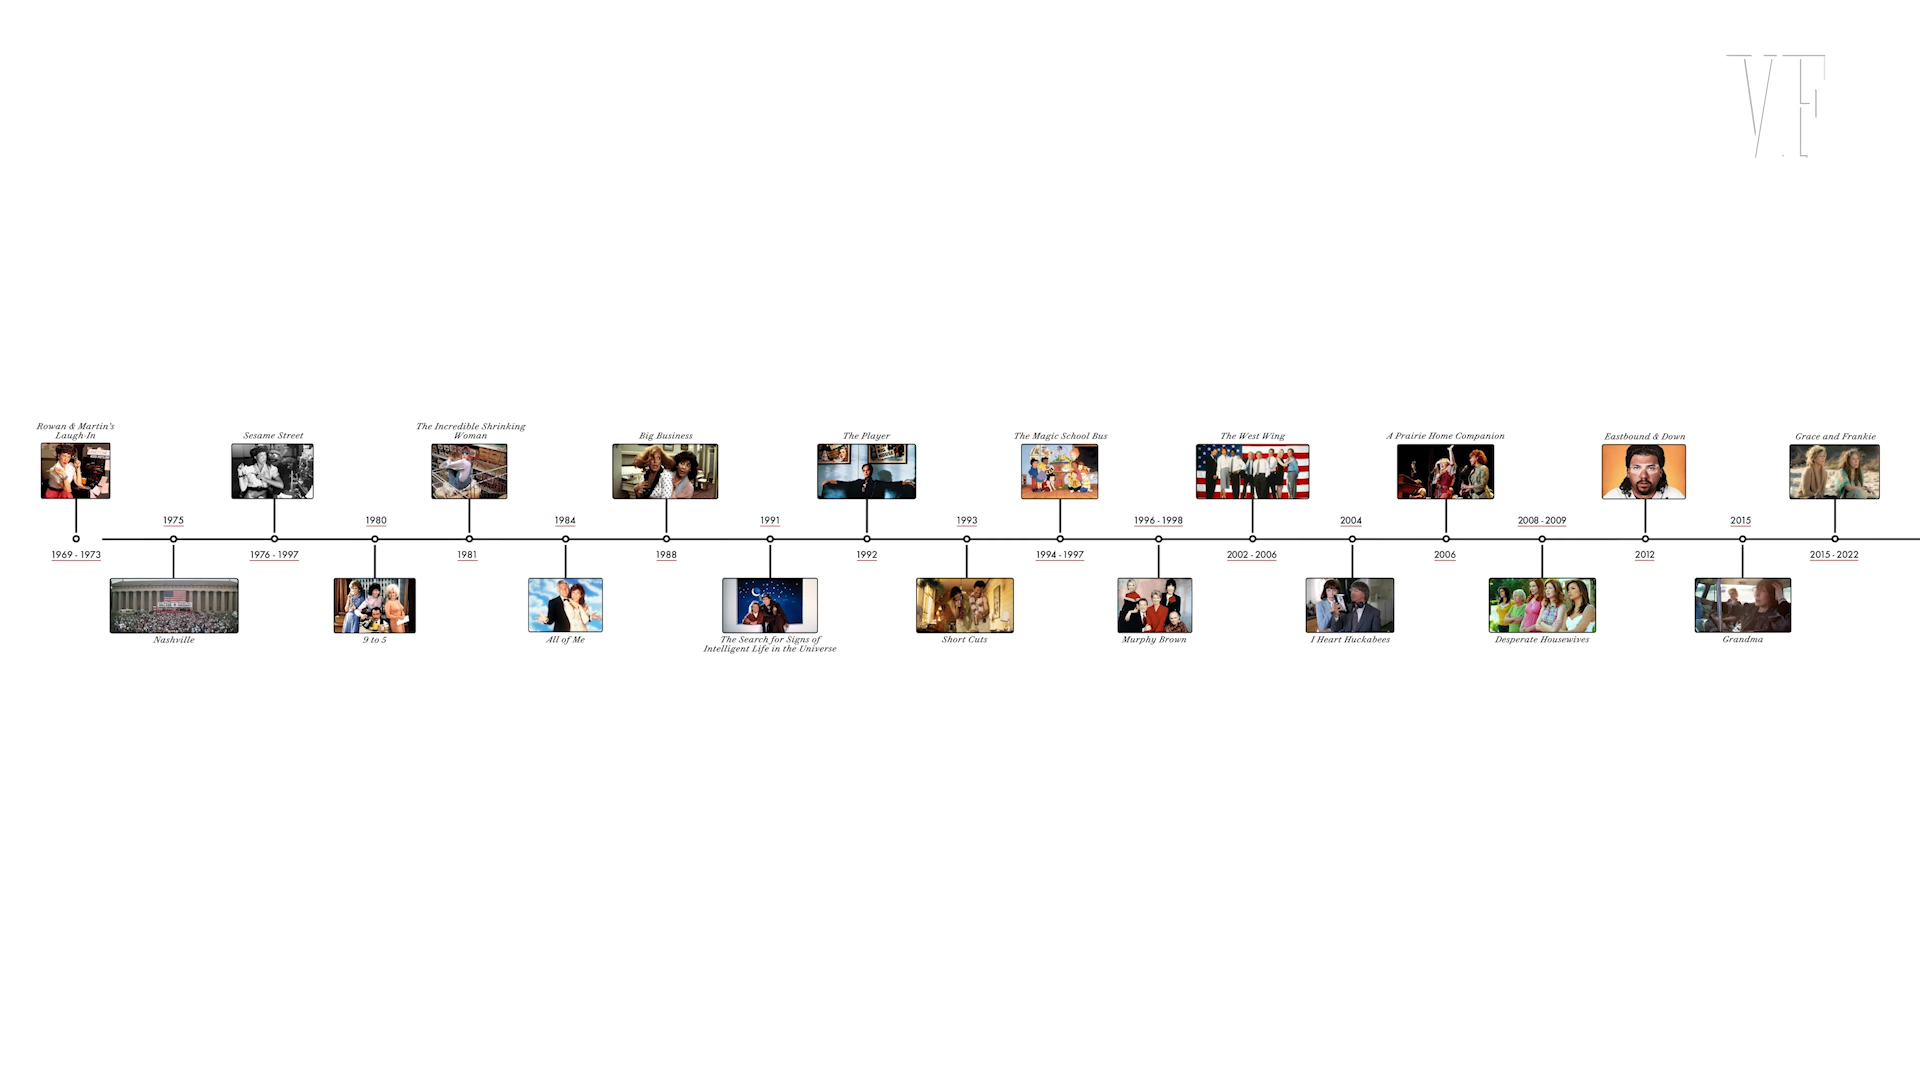 VF
Rowan & Martin's
Laugh-In
1969 - 1973
1975
Nashville
Sesame Street
1976 - 1997
1980
9 to 5
The Incredible Shrinking
Woman
1981
1984
All of Me
Big Business
1988
1991
The Search for Signs of
Intelligent Life in the Universe
The Player
1992
1993
Short Cuts
The Magic School Bus
1994 - 1997
1996 - 1998
Murphy Brown
The West Wing
2002 - 2006
2004
I Heart Huckabees
A Prairie Home Companion
2006
2008 - 2009
Desperate Housewives
Eastbound & Down
2012
2015
Grandma
Grace and Frankie
2015 - 2022